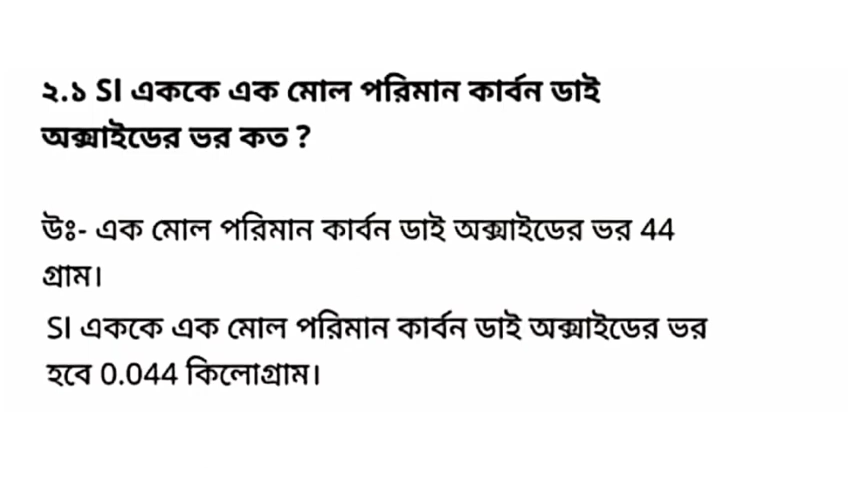 ২.১ SI এককে এক মোল পরিমান কার্বন ডাই
অক্সাইডের ভর কত ?
উঃ- এক মোল পরিমান কার্বন ডাই অক্সাইডের ভর 44
গ্রাম।
SI এককে এক মোল পরিমান কার্বন ডাই অক্সাইডের ভর
হবে 0.044 কিলোগ্রাম।